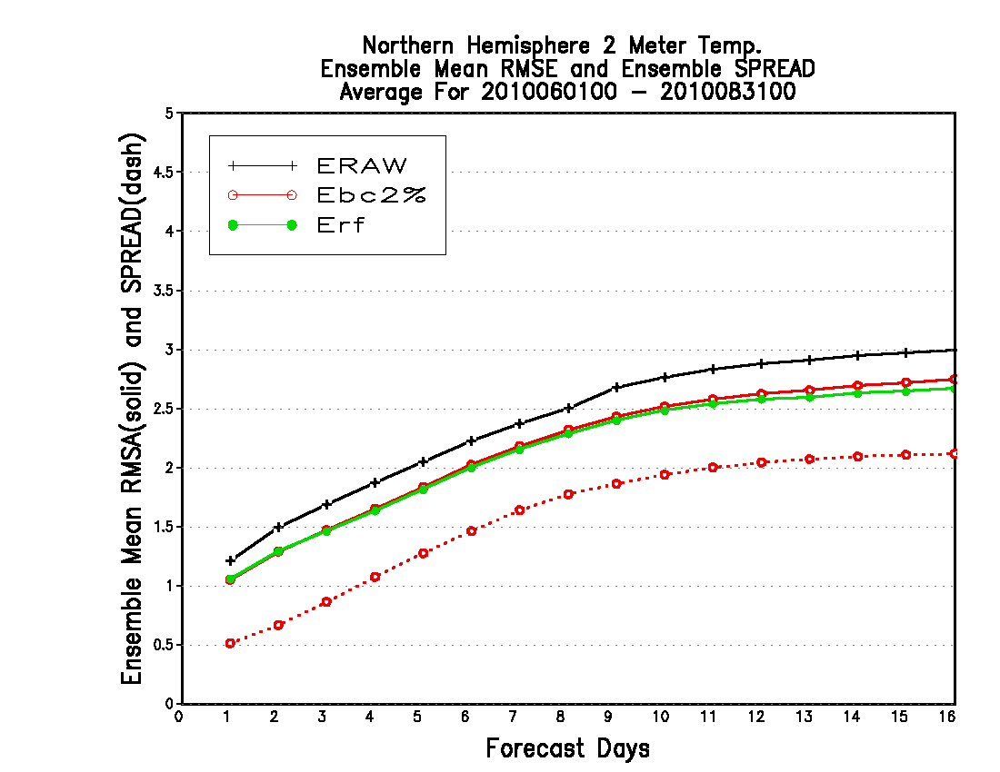 Northern Hemisphere 2 Meter Temp.
Ensemble Mean RMSE and Ensemble SPREAD
Average For 2010060100 – 2010083100
Ensemble Mean RMSA(solid) and SPREAD(dash)
5
4.5
4
3.5
3
2.5
2
1.5
1
0.5
0
ERAW
Ebc2%
Erf
0 1 2 3 4 5 6 7 8 9 10 11 12 13 14 15 16
Forecast Days